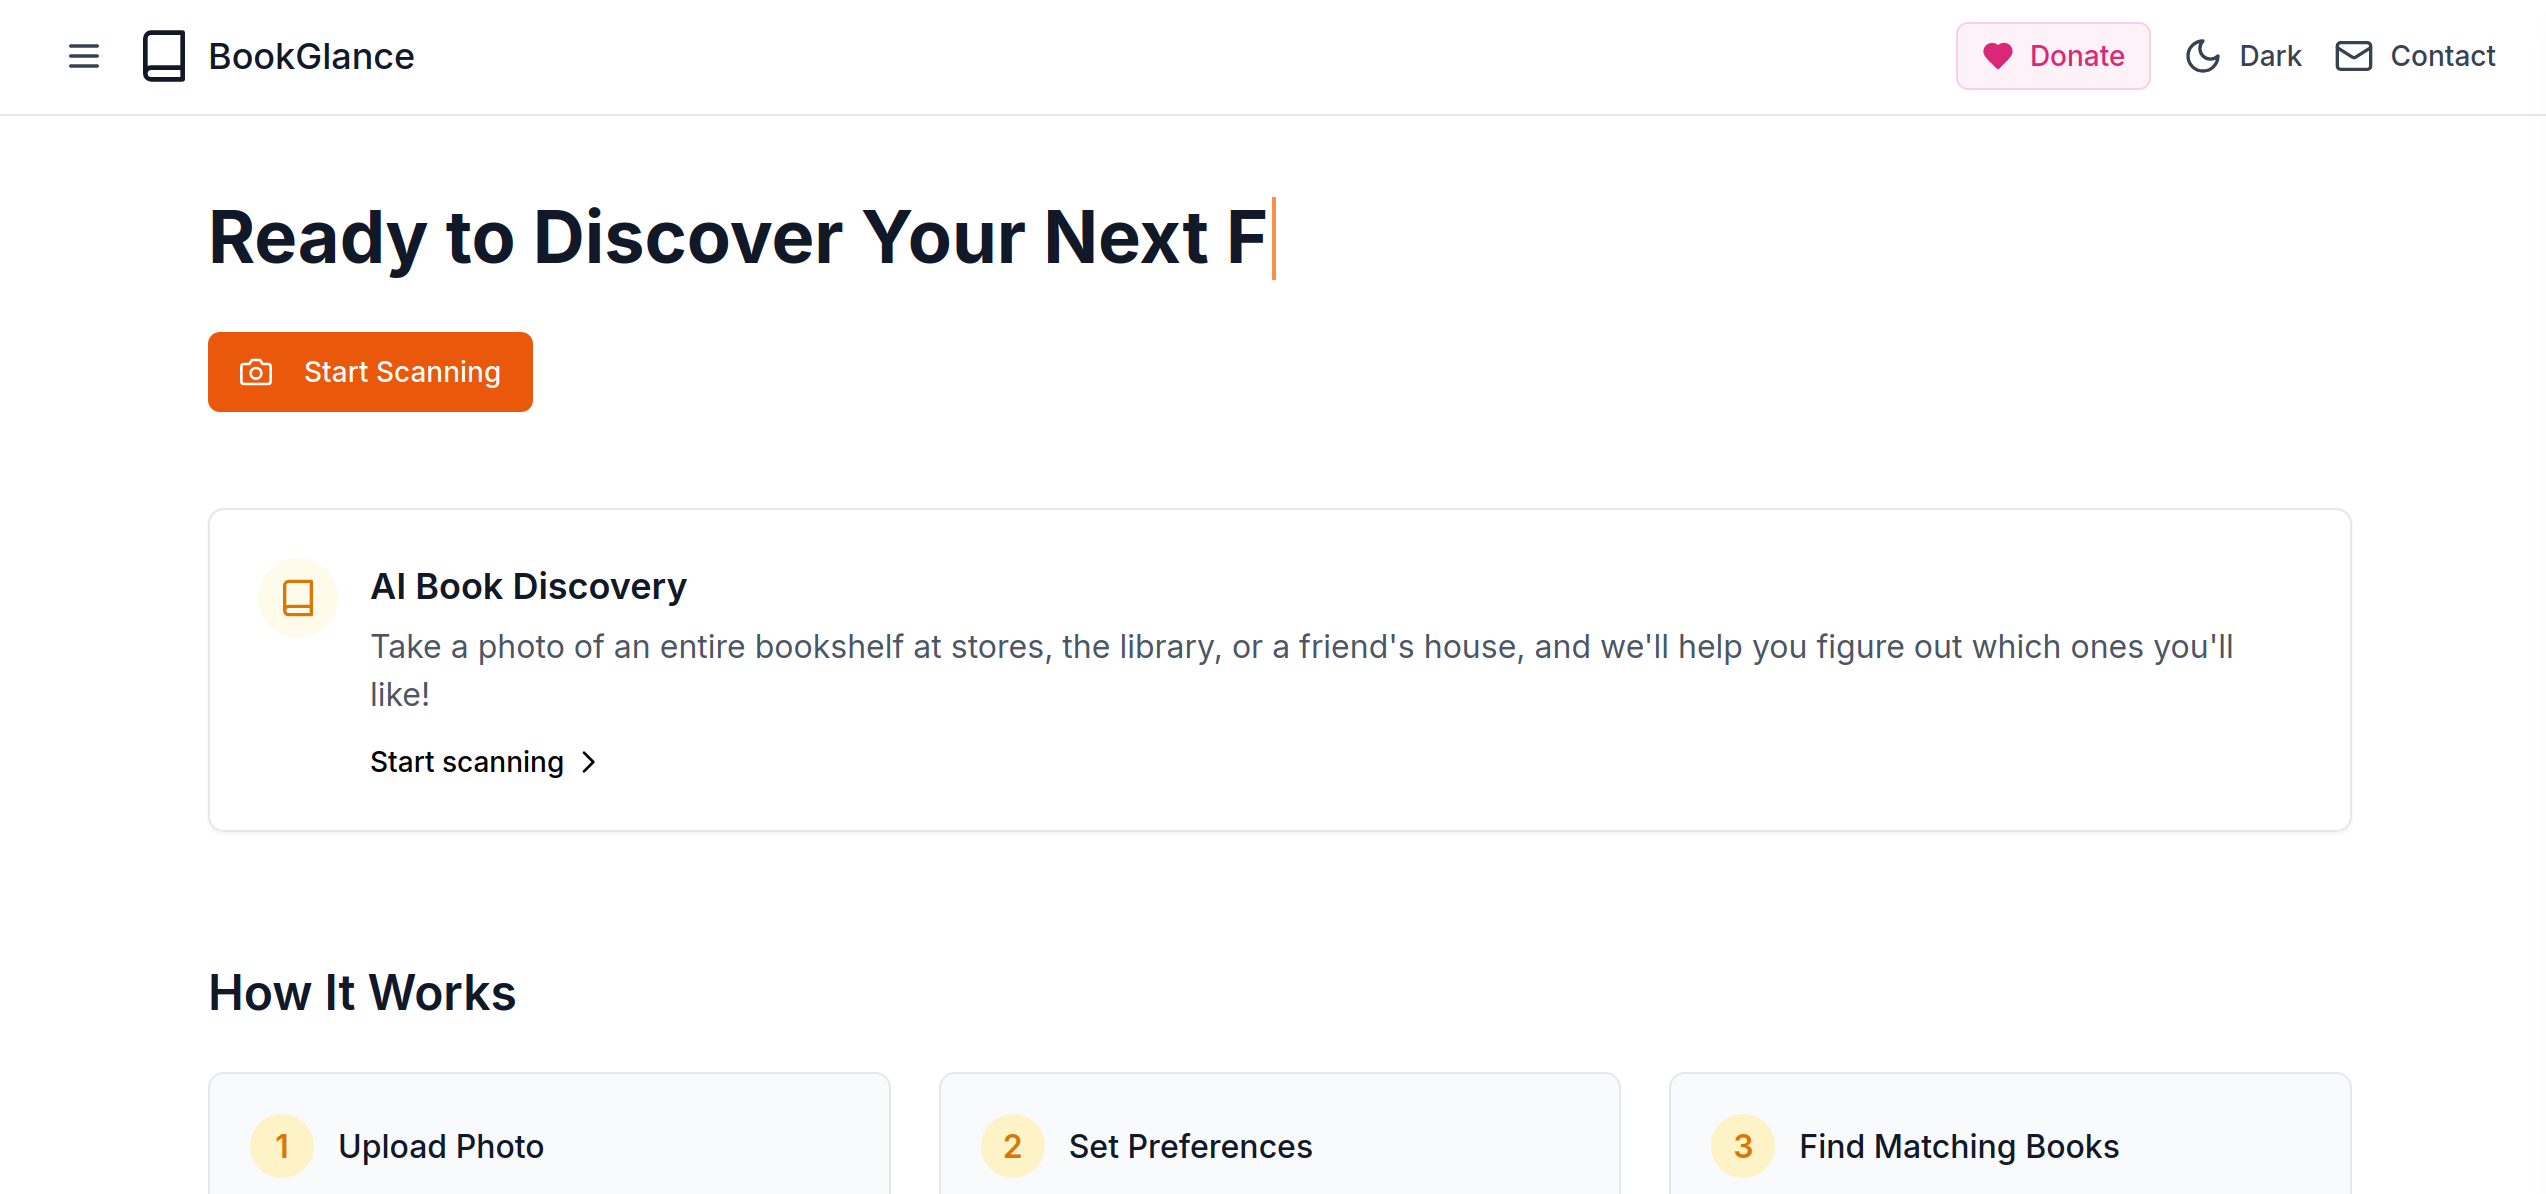 BookGlance
Donate
Dark
Contact
Ready to Discover Your Next F
Start Scanning
AI Book Discovery
Take a photo of an entire bookshelf at stores, the library, or a friend's house, and we'll help you figure out which ones you'll
like!
Start scanning
How It Works
1 Upload Photo
2 Set Preferences
3 Find Matching Books